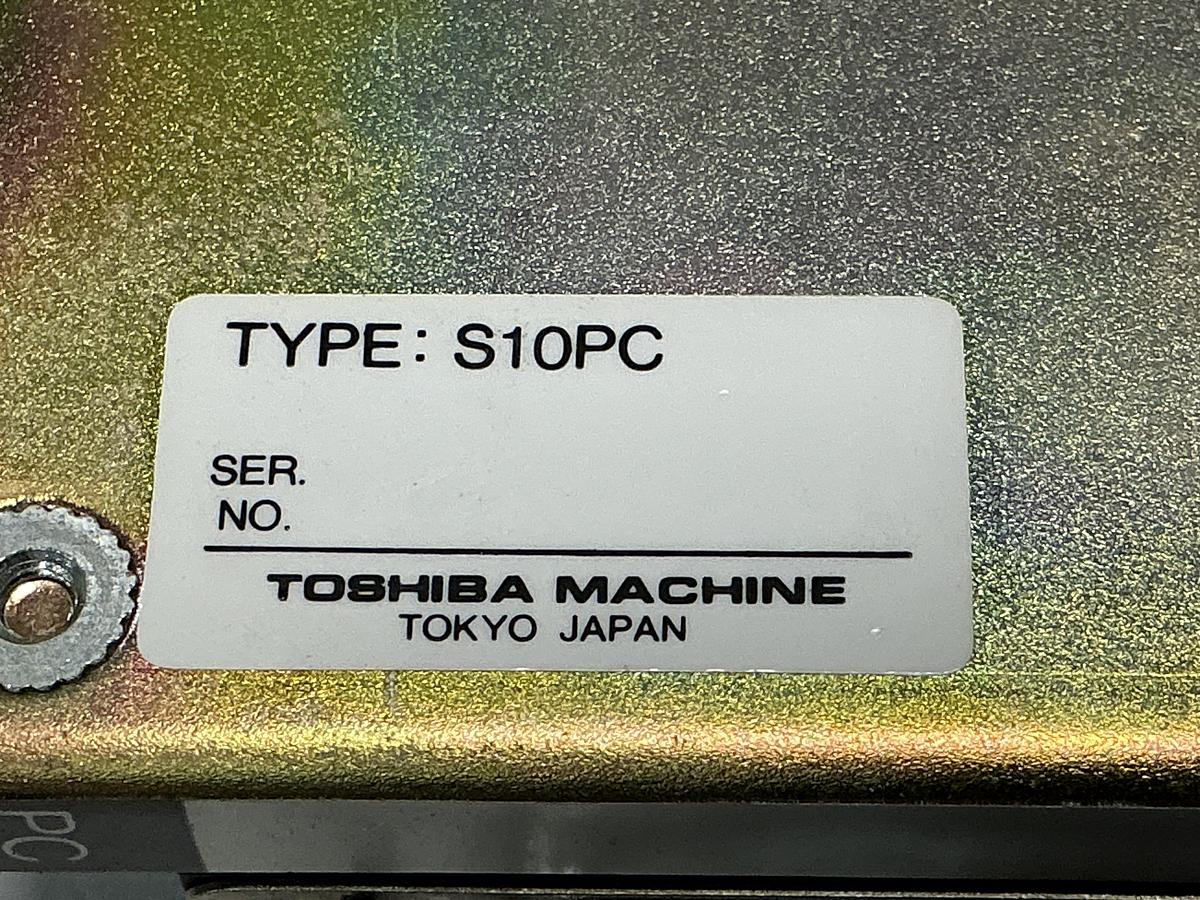 TYPE: S10PC
SER.
NO.
TOSHIBA MACHINE
TOKYO JAPAN
PC